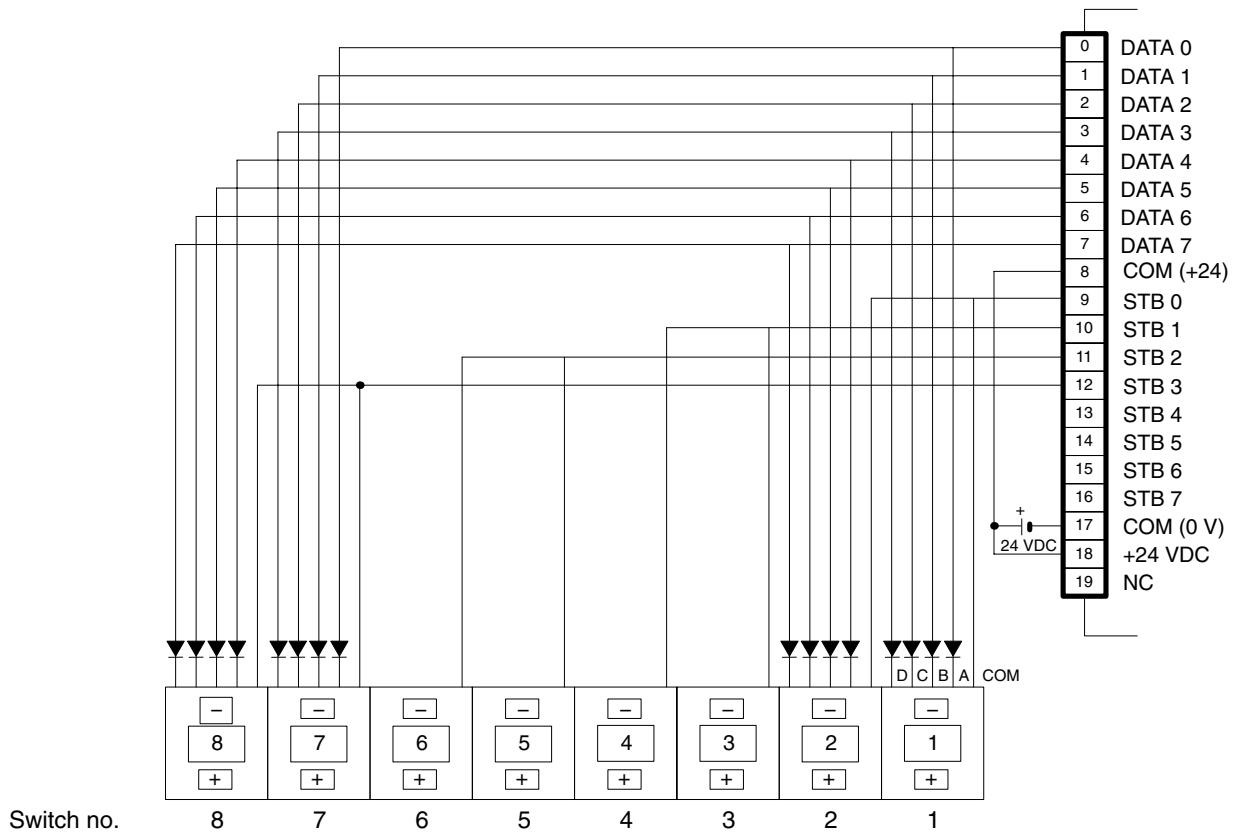 0 DATA 0
1 DATA 1
2 DATA 2
3 DATA 3
4 DATA 4
5 DATA 5
6 DATA 6
7 DATA 7
8 COM (+24)
9 STB 0
10 STB 1
11 STB 2
12 STB 3
13 STB 4
14 STB 5
15 STB 6
16 STB 7
+ 17 COM (0 V)
24 VDC 18 +24 VDC
19 NC
D C B A COM
– – – – – – – –
8 7 6 5 4 3 2 1
+ + + + + + + +
Switch no. 8 7 6 5 4 3 2 1